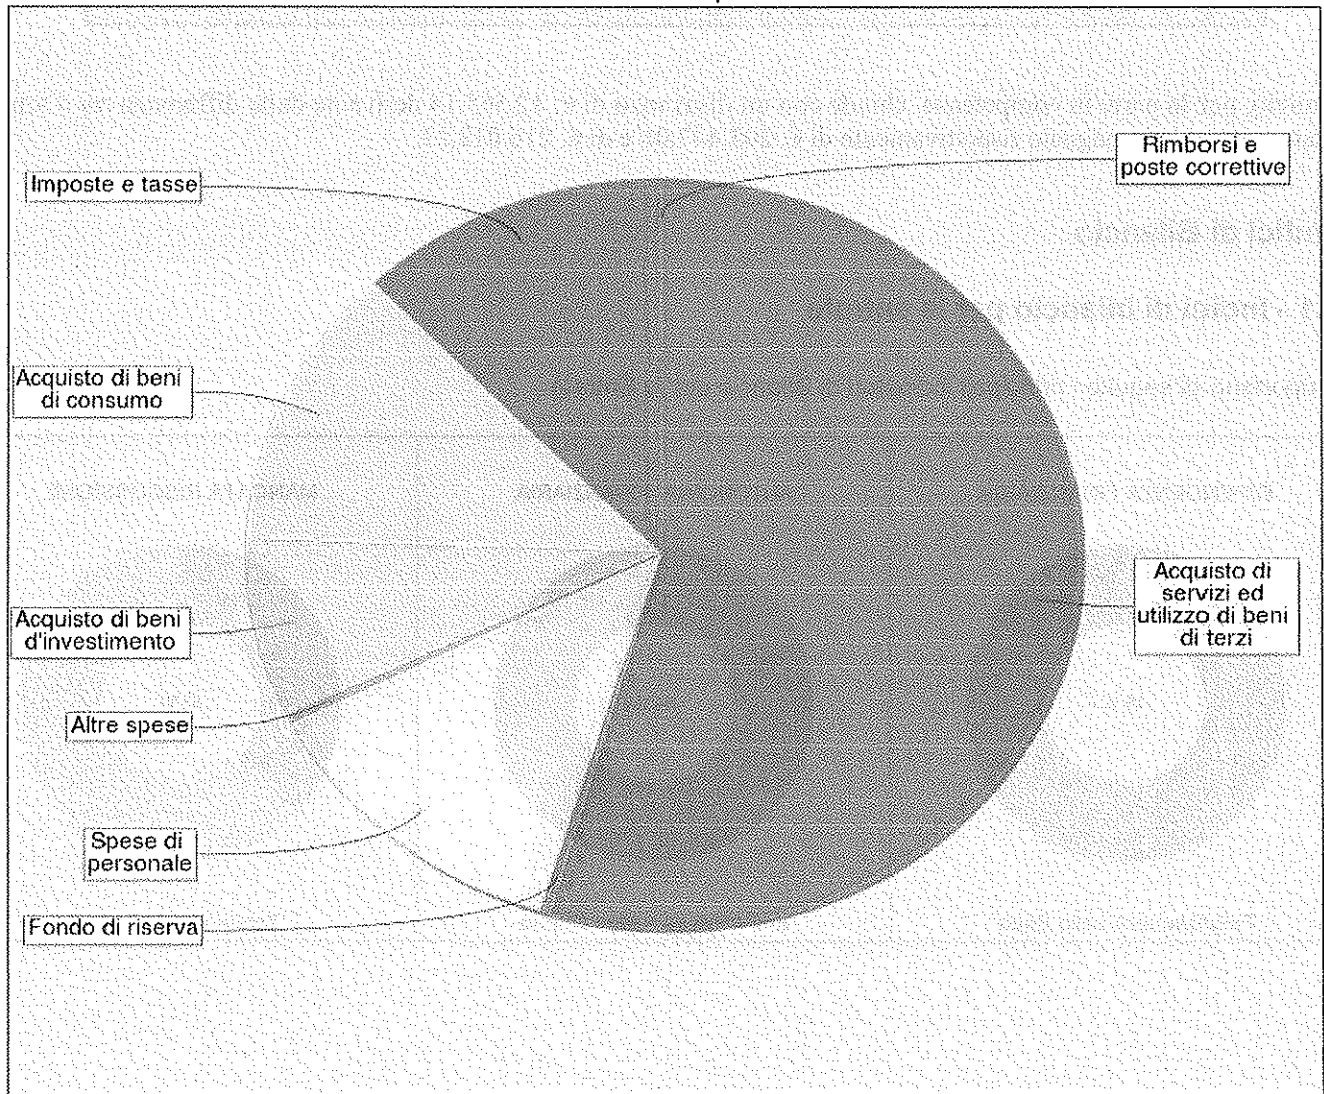 Rimborsi e
poste correttive
Imposte e tasse
Acquisto di beni
di consumo
Acquisto di
servizi ed
utilizzo di beni
di terzi
Acquisto di beni
d'investimento
Altre spese
Spese di
personale
Fondo di riserva